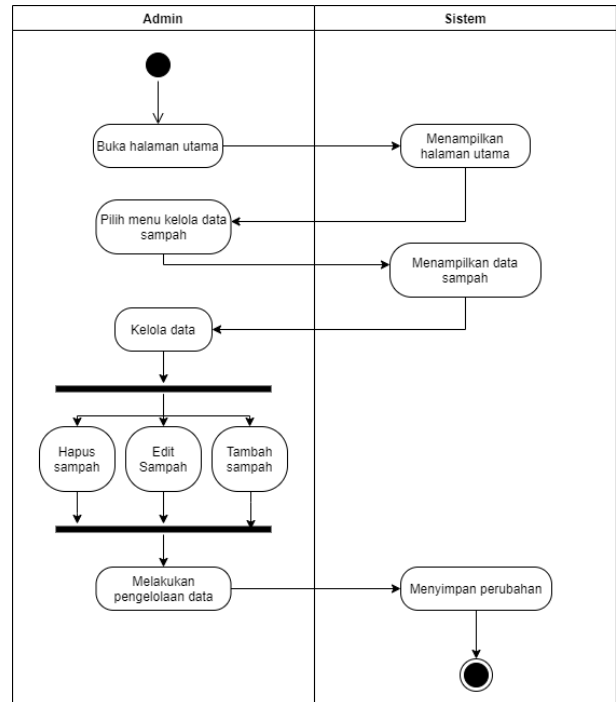 Admin
Sistem
Buka halaman utama
Menampilkan
halaman utama
Pilih menu kelola data
sampah
Menampilkan data
sampah
Kelola data
Hapus
sampah
Edit
Sampah
Tambah
sampah
Melakukan
pengelolaan data
Menyimpan perubahan